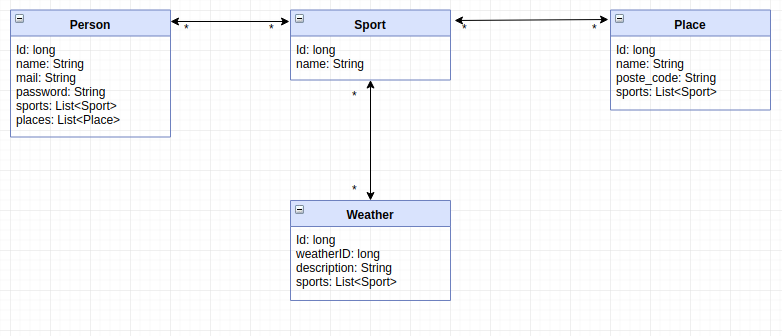 Person
Id: long
name: String
mail: String
password: String
sports: List<Sport>
places: List<Place>
* *
Sport
Id: long
name: String
* *
Place
Id: long
name: String
poste_code: String
sports: List<Sport>
*
*
Weather
Id: long
weatherID: long
description: String
sports: List<Sport>